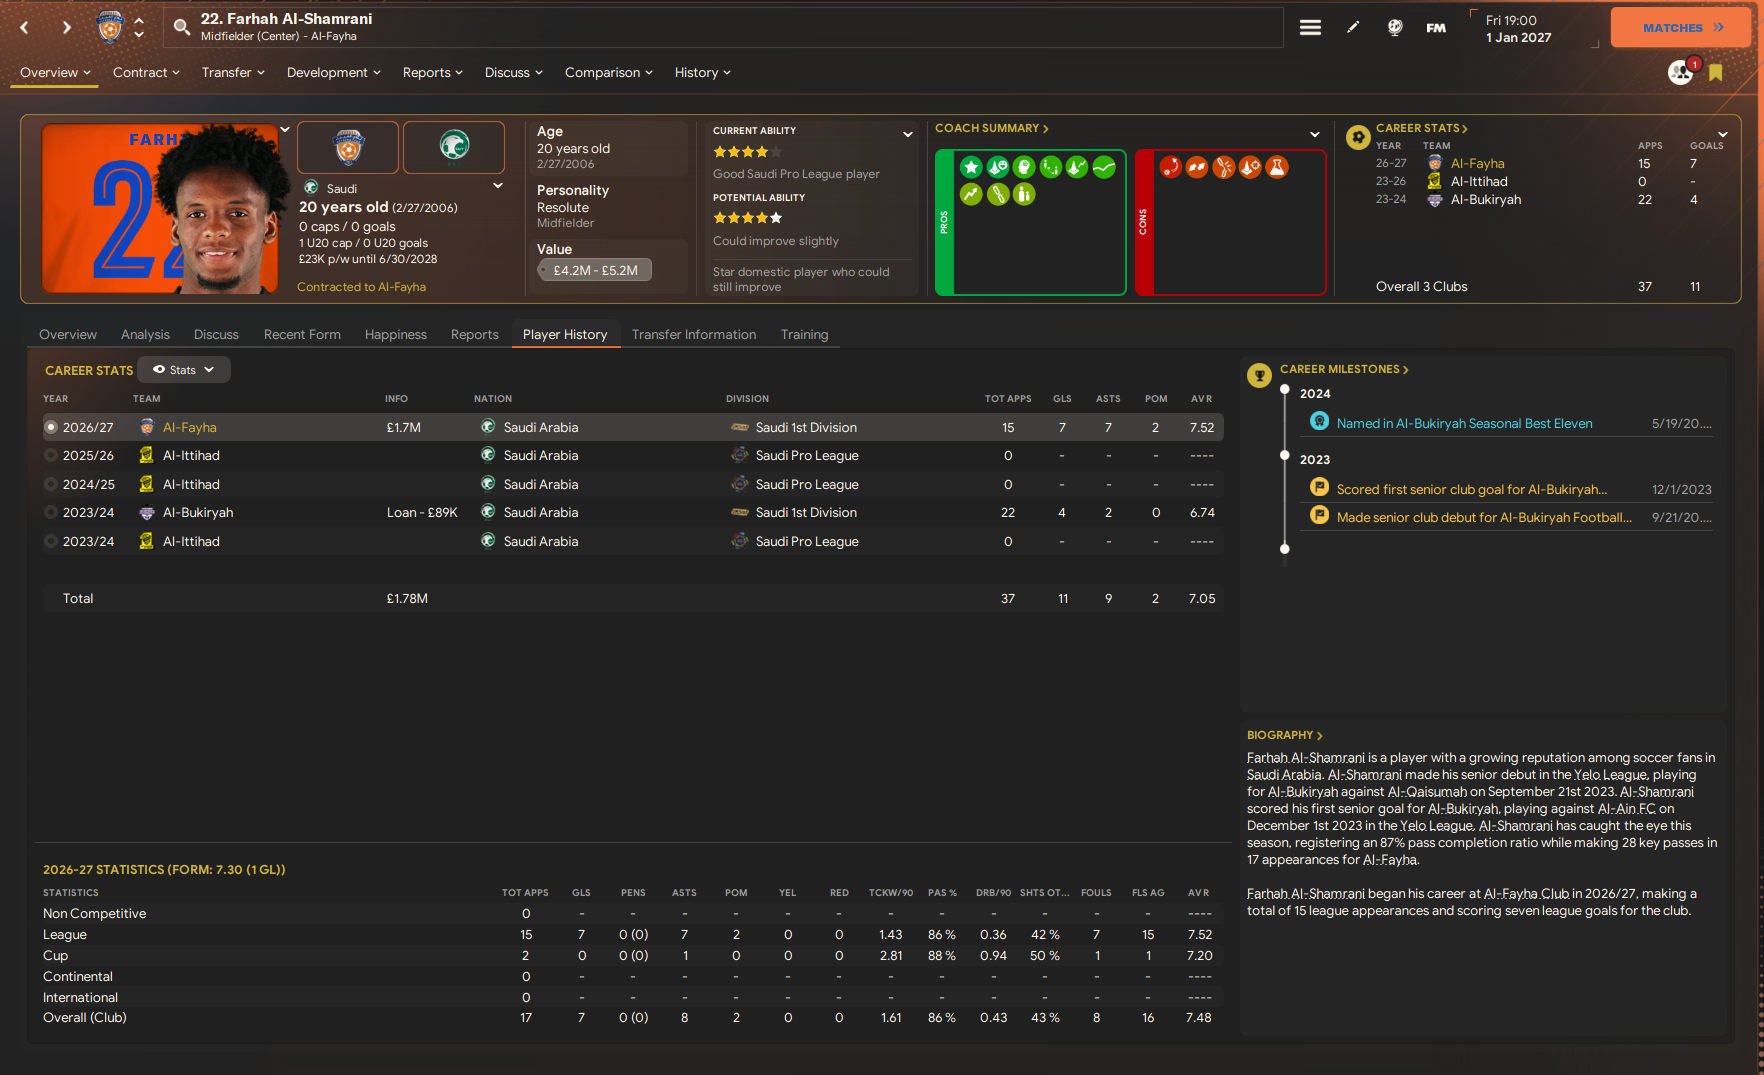 22. Farhah Al-Shamrani
Midfielder (Center) - Al-Fayha
FM
Fri 19:00
1 Jan 2027
MATCHES
Overview
Contract
Transfer
Development
Reports
Discuss
Comparison
History
1
FARH
22
Saudi
20 years old (2/27/2006)
0 caps / 0 goals
1 U20 cap / 0 U20 goals
£23K p/w until 6/30/2028
Contracted to Al-Fayha
Age
20 years old
2/27/2006
Personality
Resolute
Midfielder
Value
£4.2M - £5.2M
CURRENT ABILITY
Good Saudi Pro League player
POTENTIAL ABILITY
Could improve slightly
Star domestic player who could
still improve
COACH SUMMARY
PROS
CONS
CAREER STATS
YEAR TEAM APPS GOALS
26-27 Al-Fayha 15 7
23-26 Al-Ittihad 0 -
23-24 Al-Bukiryah 22 4
Overall 3 Clubs 37 11
Overview Analysis Discuss Recent Form Happiness Reports Player History Transfer Information Training
CAREER STATS Stats
YEAR TEAM INFO NATION DIVISION TOT APPS GLS ASTS POM AV R
2026/27 Al-Fayha £1.7M Saudi Arabia Saudi 1st Division 15 7 7 2 7.52
2025/26 Al-Ittihad Saudi Arabia Saudi Pro League 0 - - - ----
2024/25 Al-Ittihad Saudi Arabia Saudi Pro League 0 - - - ----
2023/24 Al-Bukiryah Loan - £89K Saudi Arabia Saudi 1st Division 22 4 2 0 6.74
2023/24 Al-Ittihad Saudi Arabia Saudi Pro League 0 - - - ----
Total £1.78M 37 11 9 2 7.05
CAREER MILESTONES
2024
Named in Al-Bukiryah Seasonal Best Eleven 5/19/20....
2023
Scored first senior club goal for Al-Bukiryah... 12/1/2023
Made senior club debut for Al-Bukiryah Football... 9/21/20....
BIOGRAPHY
Farhah Al-Shamrani is a player with a growing reputation among soccer fans in
Saudi Arabia. Al-Shamrani made his senior debut in the Yelo League, playing
for Al-Bukiryah against Al-Qaisumah on September 21st 2023. Al-Shamrani
scored his first senior goal for Al-Bukiryah, playing against Al-Ain FC on
December 1st 2023 in the Yelo League. Al-Shamrani has caught the eye this
season, registering an 87% pass completion ratio while making 28 key passes in
17 appearances for Al-Fayha.
Farhah Al-Shamrani began his career at Al-Fayha Club in 2026/27, making a
total of 15 league appearances and scoring seven league goals for the club.
2026-27 STATISTICS (FORM: 7.30 (1 GL))
STATISTICS TOT APPS GLS PENS ASTS POM YEL RED TCKW/90 PAS % DRB/90 SHTS OT... FOULS FLS AG AV R
Non Competitive 0 - - - - - - - - - - - - ----
League 15 7 0 (0) 7 2 0 0 1.43 86 % 0.36 42 % 7 15 7.52
Cup 2 0 0 (0) 1 0 0 0 2.81 88 % 0.94 50 % 1 1 7.20
Continental 0 - - - - - - - - - - - - ----
International 0 - - - - - - - - - - - - ----
Overall (Club) 17 7 0 (0) 8 2 0 0 1.61 86 % 0.43 43 % 8 16 7.48